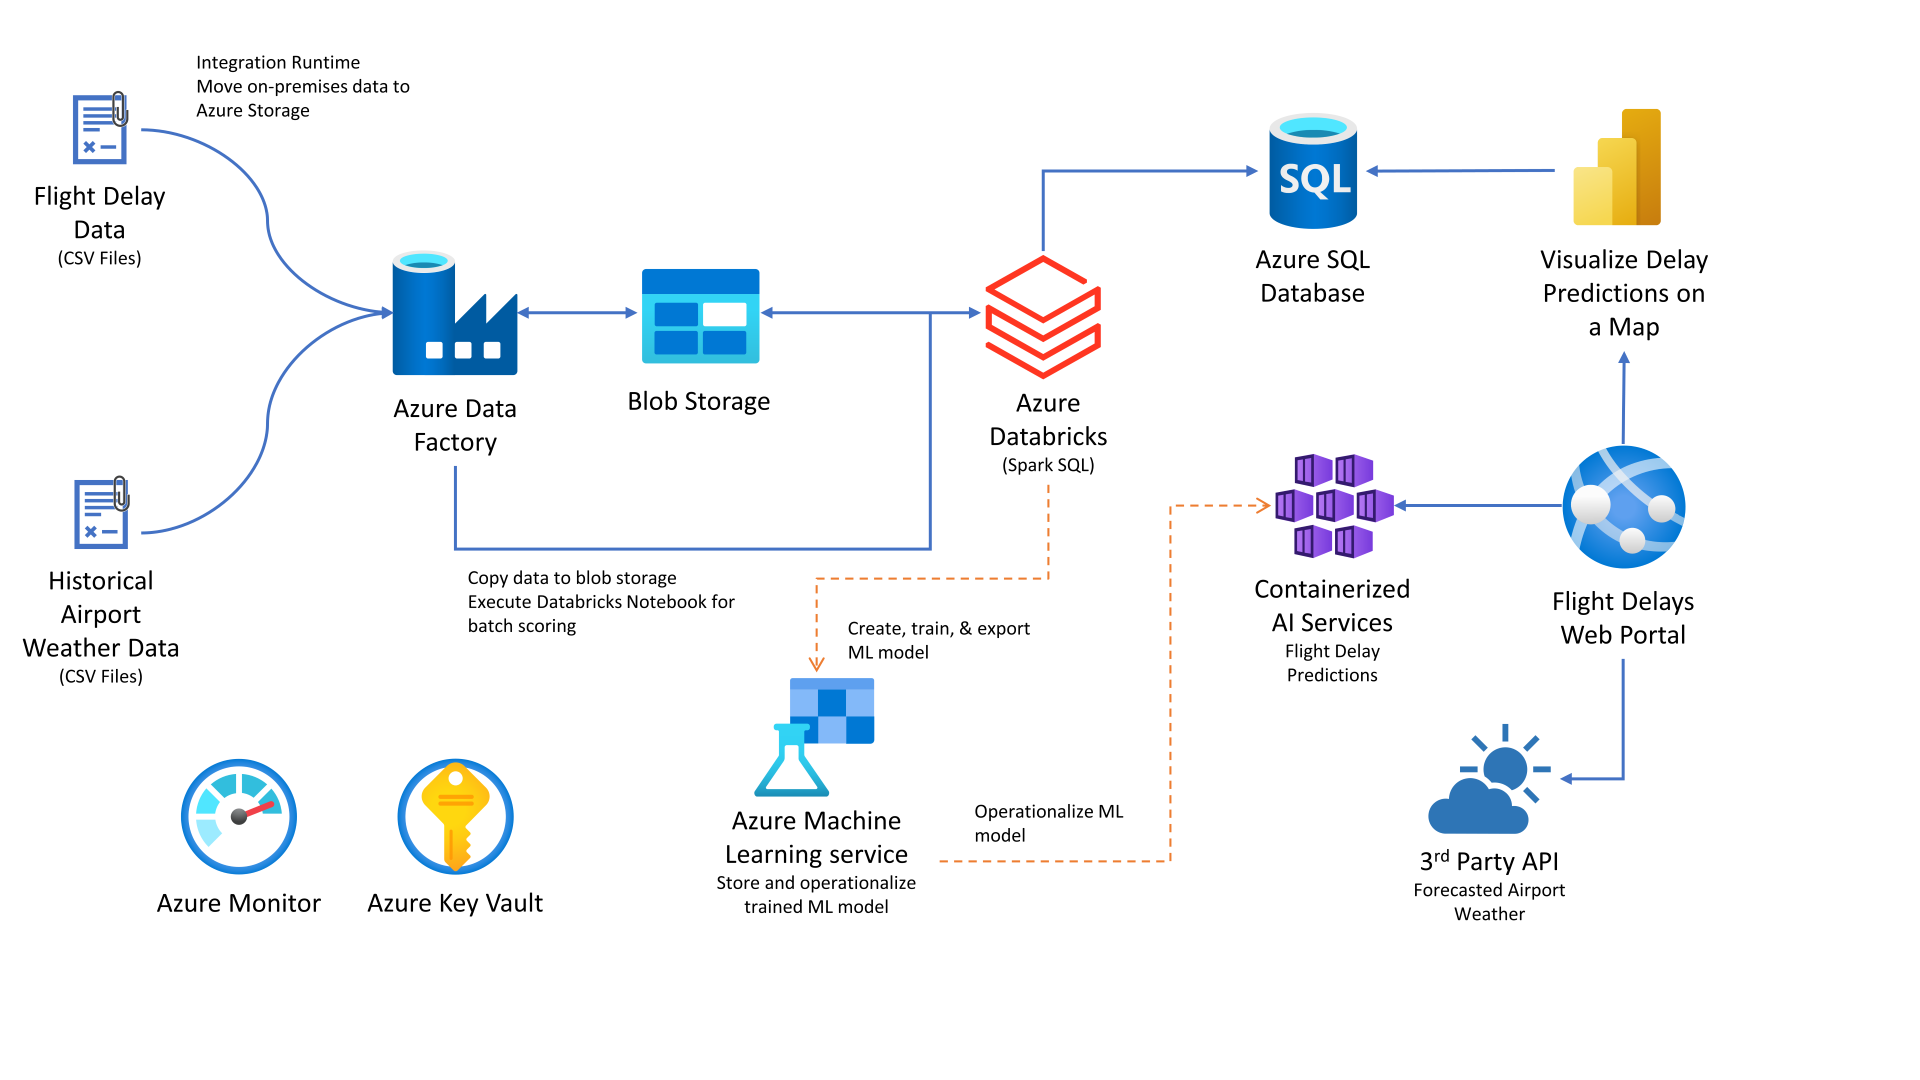 Integration Runtime
Move on-premises data to
Azure Storage
Flight Delay
Data
(CSV Files)
Historical
Airport
Weather Data
(CSV Files)
Azure Data
Factory
Blob Storage
Copy data to blob storage
Execute Databricks Notebook for
batch scoring
Azure
Databricks
(Spark SQL)
Create, train, & export
ML model
Azure Machine
Learning service
Store and operationalize
trained ML model
Operationalize ML
model
SQL
Azure SQL
Database
Visualize Delay
Predictions on
a Map
Containerized
AI Services
Flight Delay
Predictions
Flight Delays
Web Portal
3rd Party API
Forecasted Airport
Weather
Azure Monitor
Azure Key Vault